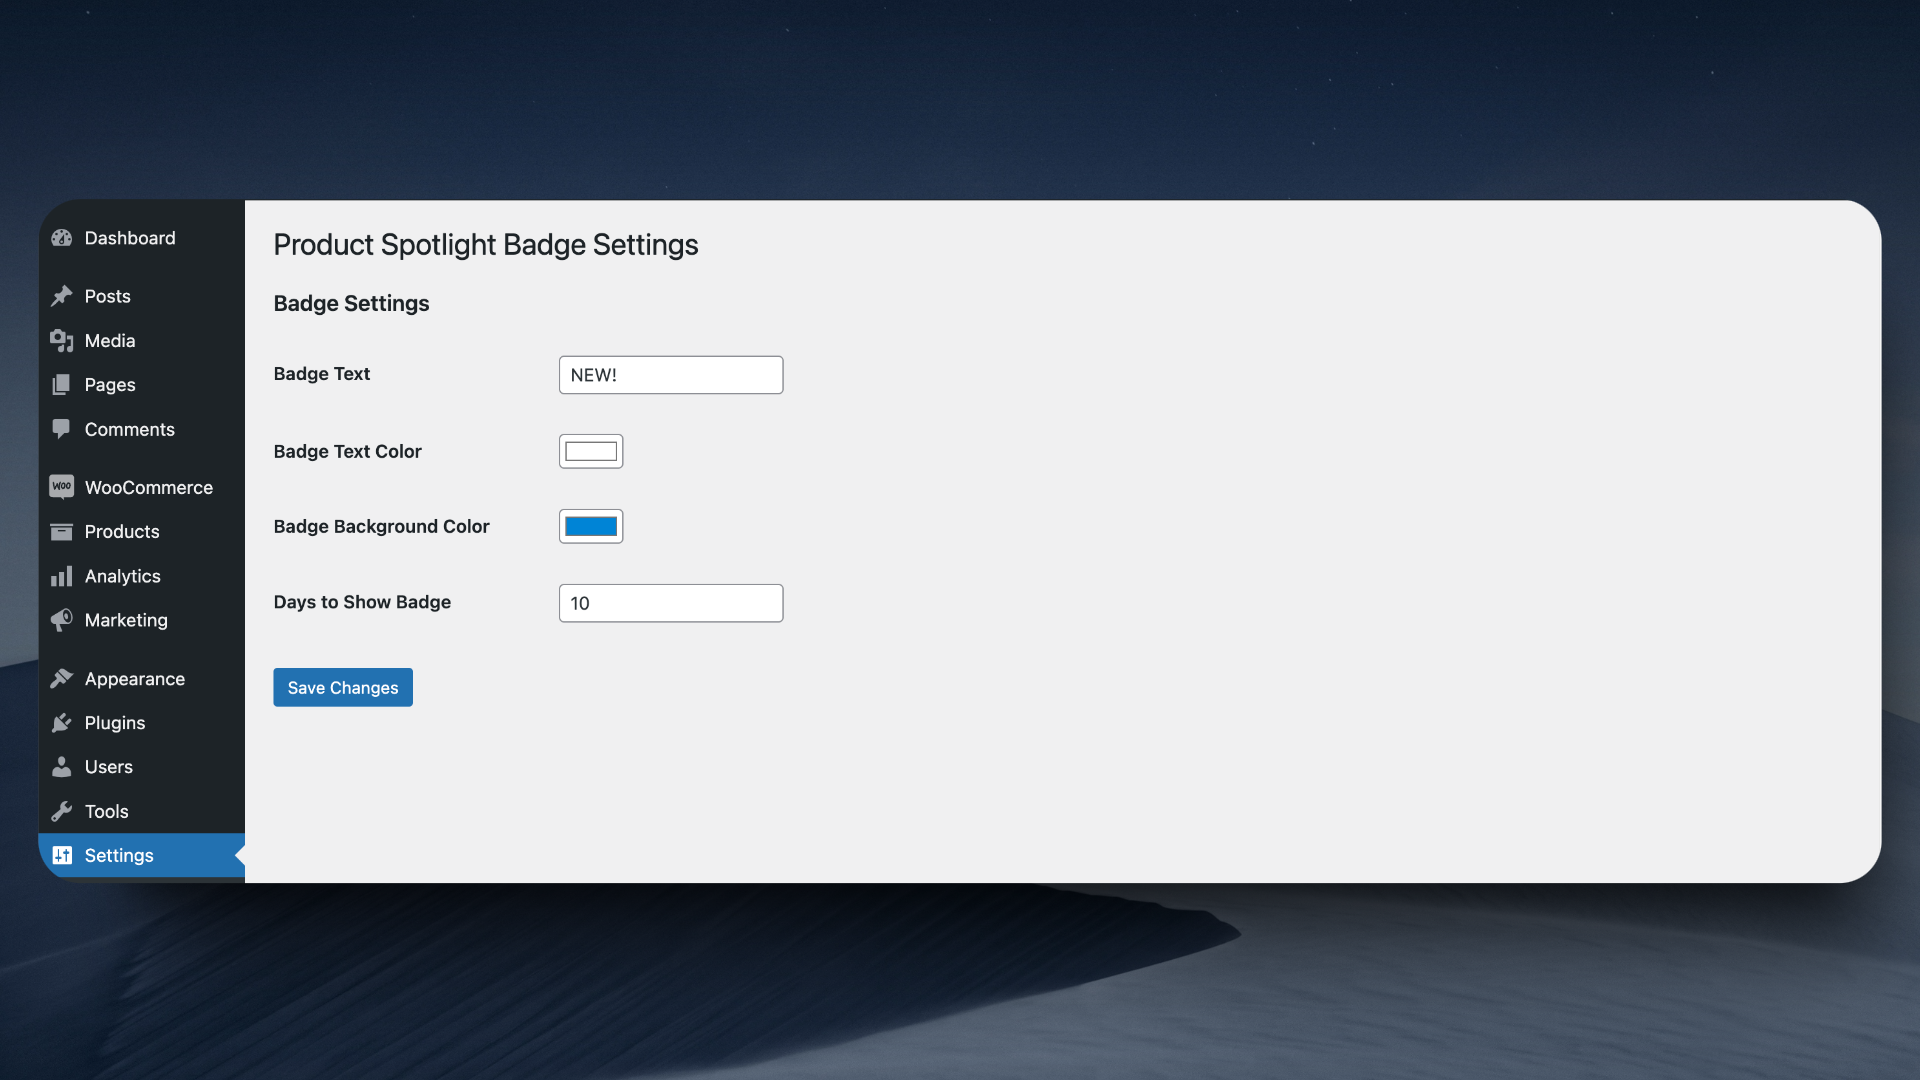 Dashboard
Posts
Media
Pages
Comments
Woo WooCommerce
Products
Analytics
Marketing
Appearance
Plugins
Users
Tools
Settings
Product Spotlight Badge Settings
Badge Settings
Badge Text NEW!
Badge Text Color
Badge Background Color
Days to Show Badge 10
Save Changes